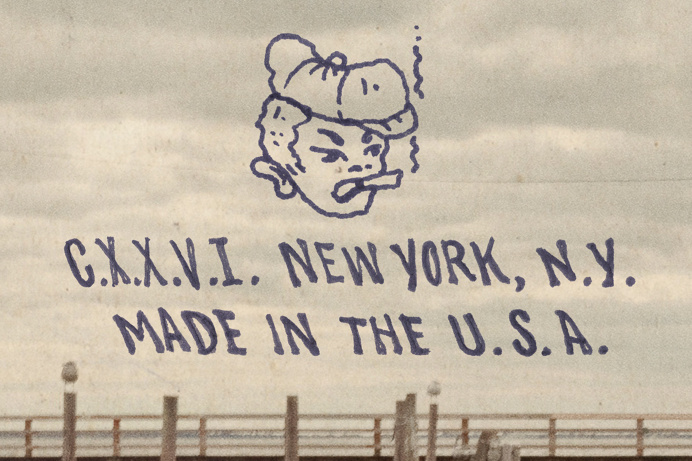 C.X.X.V.I. NEW YORK, N.Y.
MADE IN THE U.S.A.